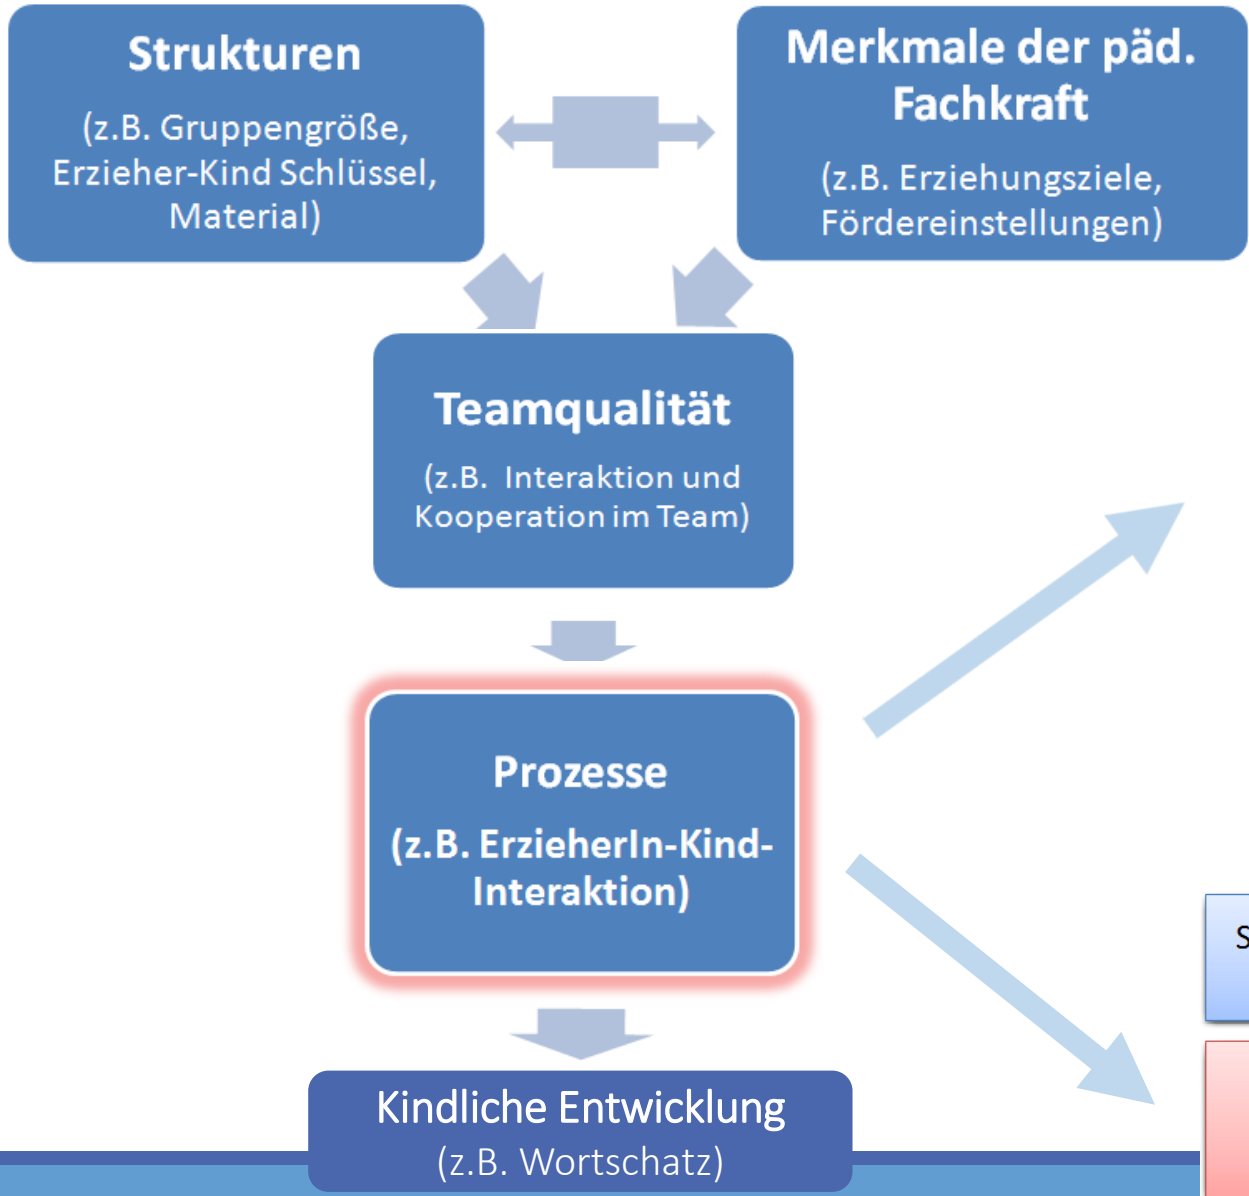 Strukturen
(z.B. Gruppengröße,
Erzieher-Kind Schlüssel,
Material)
Merkmale der päd.
Fachkraft
(z.B. Erziehungsziele,
Fördereinstellungen)
Teamqualität
(z.B. Interaktion und
Kooperation im Team)
Prozesse
(z.B. ErzieherIn-Kind-
Interaktion)
S
Kindliche Entwicklung
(z.B. Wortschatz)